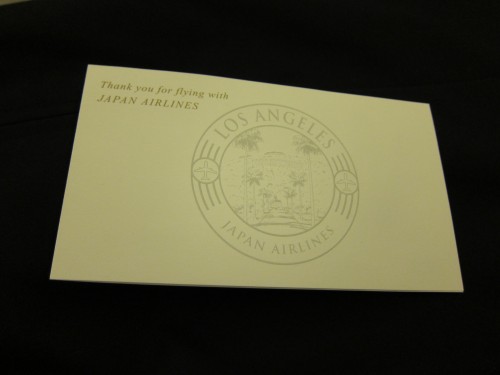 Thank you for flying with
JAPAN AIRLINES
LOS ANGELES
JAPAN AIRLINES